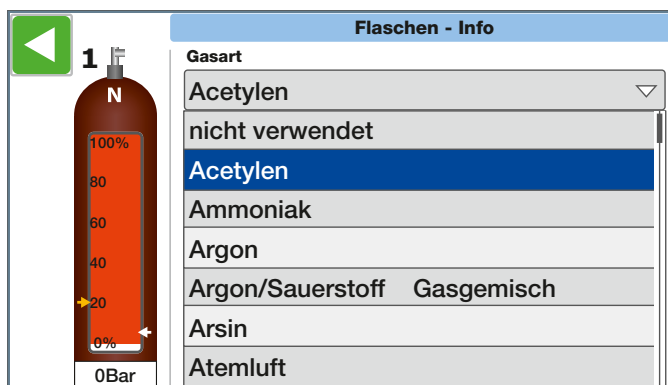 Flaschen - Info
1
Gasart
N
Acetylen
nicht verwendet
100%
Acetylen
80
Ammoniak
60
Argon
40
Argon/Sauerstoff Gasgemisch
20
Arsin
0%
Atemluft
0Bar